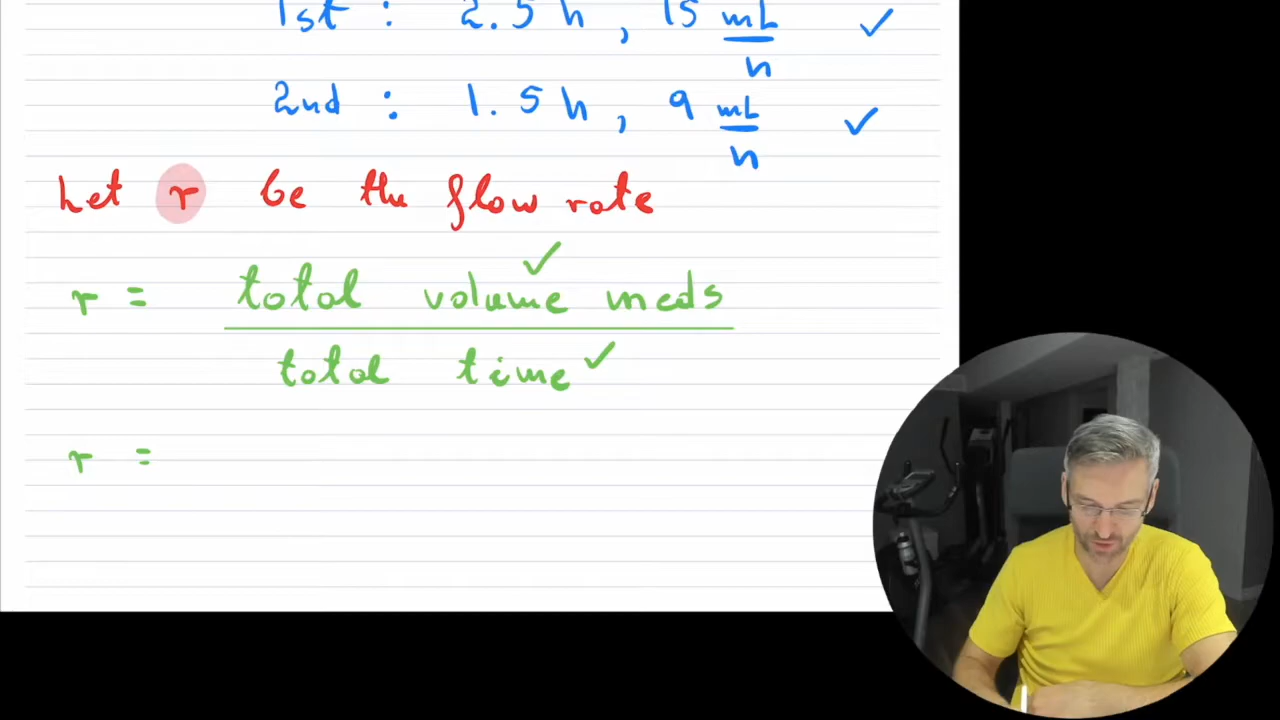 1st : 2.5 h , 15 mL/h
2nd : 1.5 h , 9 mL/h
Let r be the flow rate
r = total volume meds
total time
r =